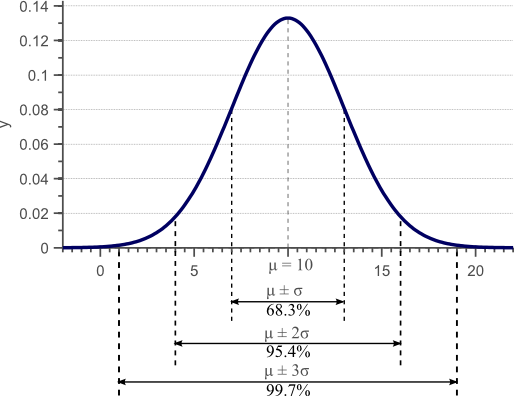 0.14
0.12
0.1
0.08
0.06
0.04
0.02
0
y
0 5 μ = 10 15 20
μ ± σ
68.3%
μ ± 2σ
95.4%
μ ± 3σ
99.7%